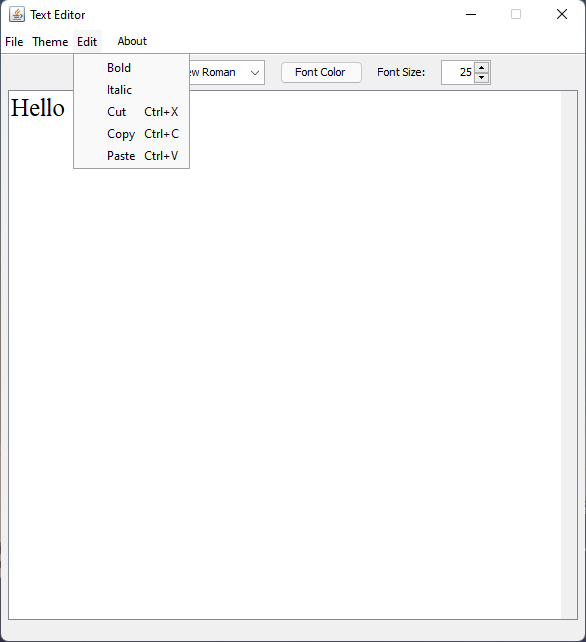 Text Editor
File Theme Edit About
Bold
Italic
Cut Ctrl+X
Copy Ctrl+C
Paste Ctrl+V
Roman
Font Color
Font Size:
25
Hello